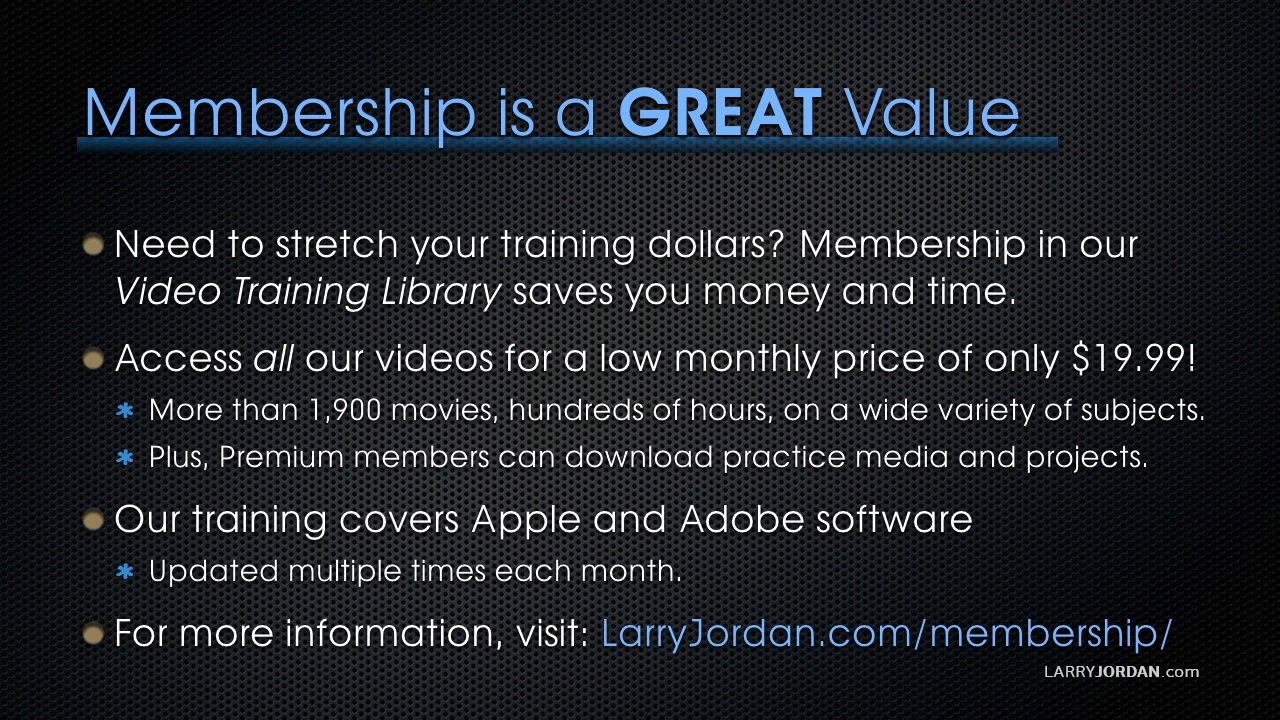 Membership is a GREAT Value
Need to stretch your training dollars? Membership in our
Video Training Library saves you money and time.
Access all our videos for a low monthly price of only $19.99!
More than 1,900 movies, hundreds of hours, on a wide variety of subjects.
Plus, Premium members can download practice media and projects.
Our training covers Apple and Adobe software
Updated multiple times each month.
For more information, visit: LarryJordan.com/membership/
LARRYJORDAN.com